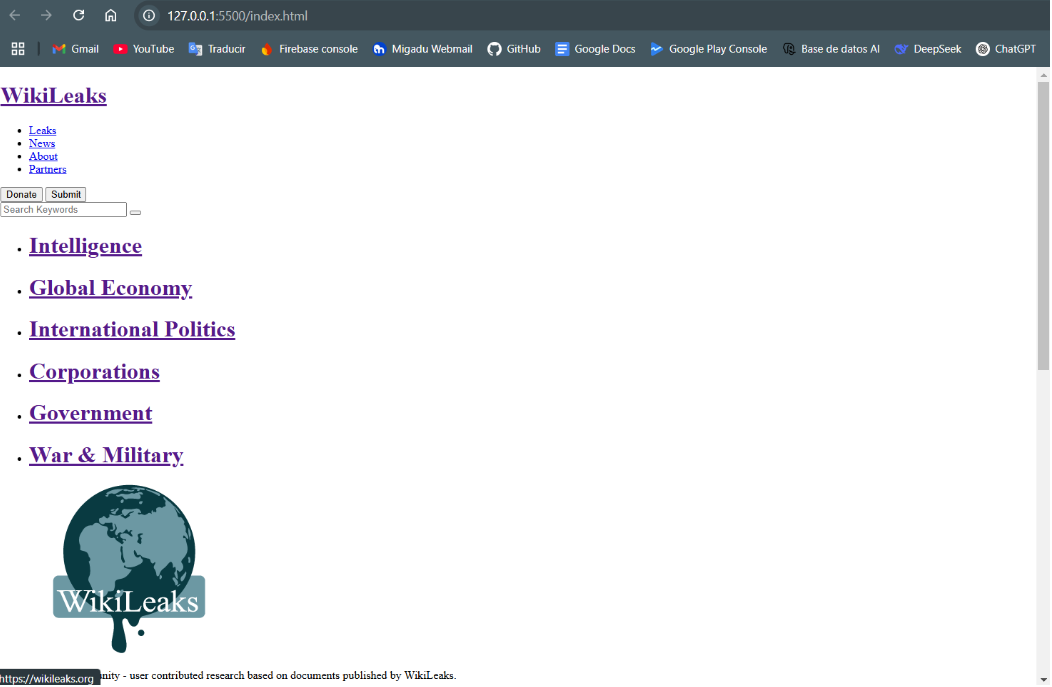 127.0.0.1:5500/index.html
Gmail YouTube Traducir Firebase console Migadu Webmail GitHub Google Docs Google Play Console Base de datos AI DeepSeek ChatGPT
WikiLeaks
Leaks
News
About
Partners
Donate Submit
Search Keywords
Intelligence
Global Economy
International Politics
Corporations
Government
War & Military
WikiLeaks
nity - user contributed research based on documents published by WikiLeaks.
https://wikileaks.org